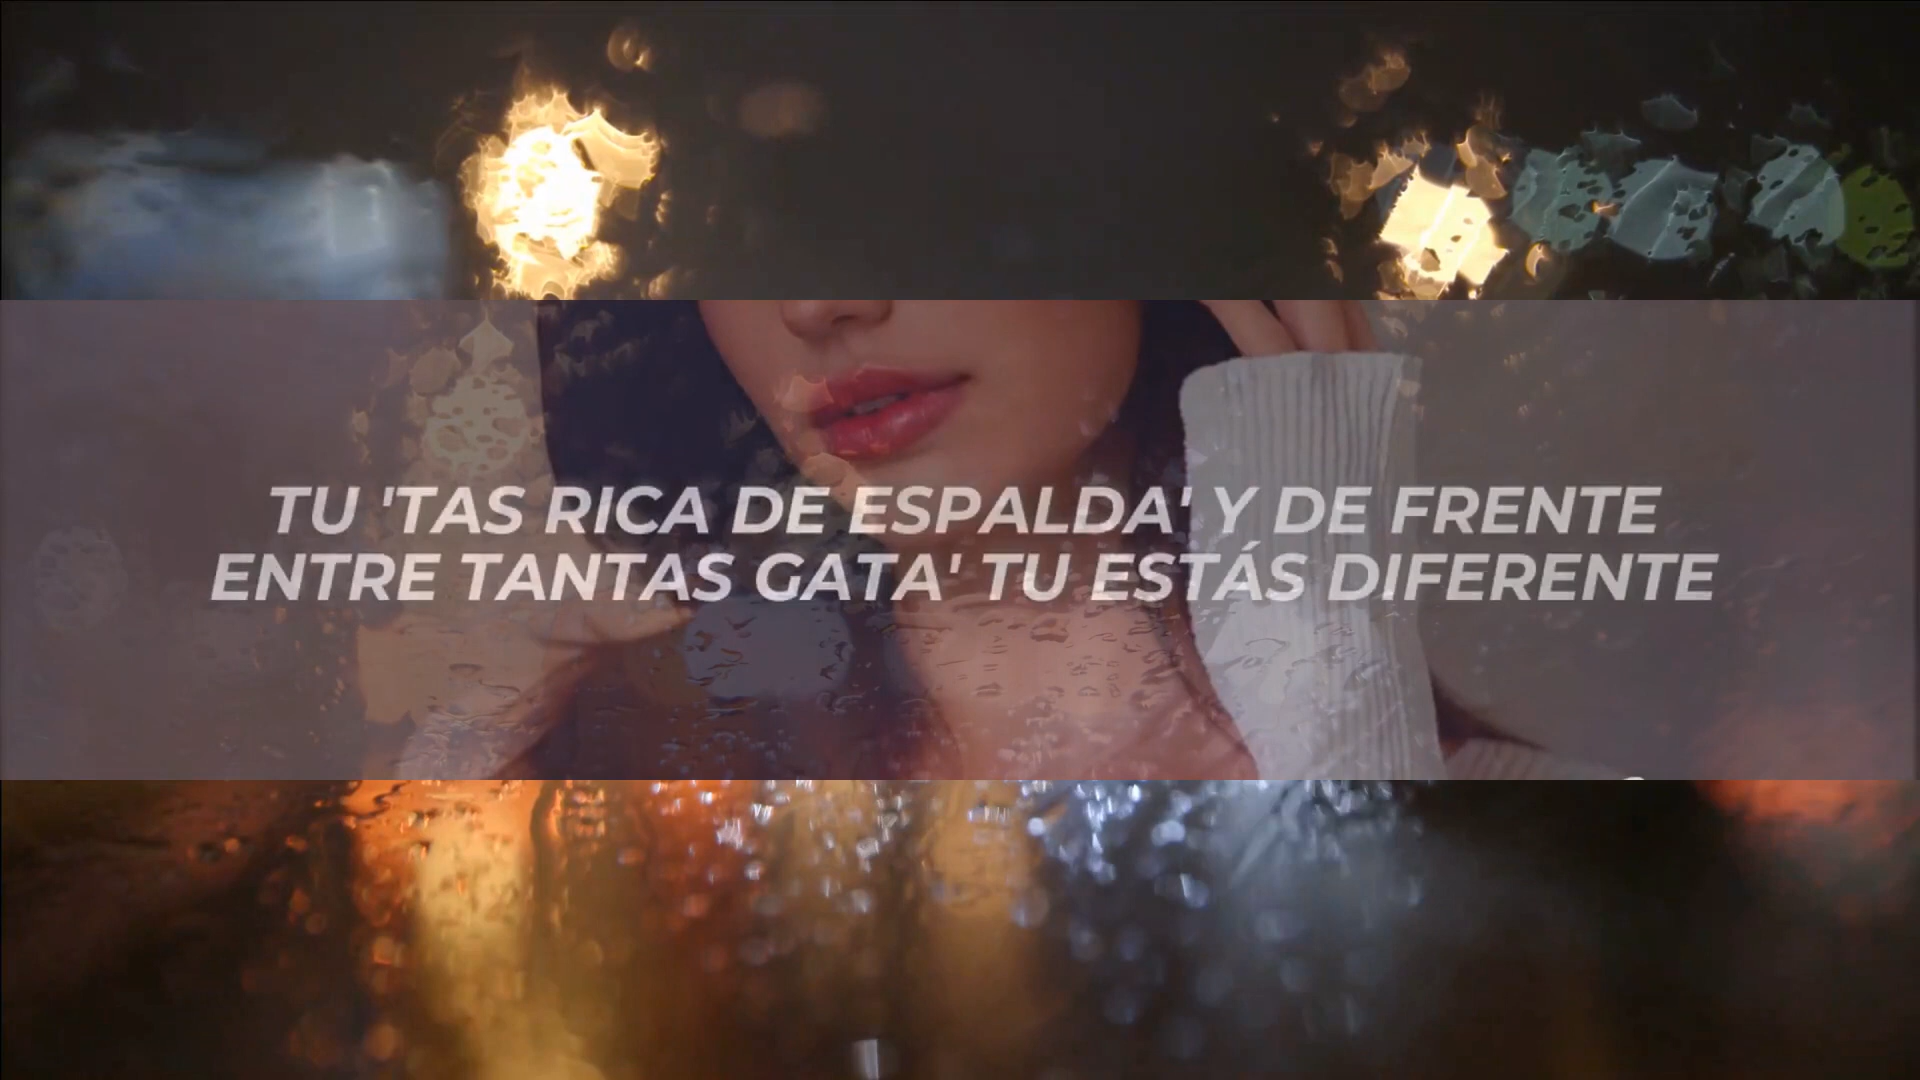 TU 'TAS RICA DE ESPALDA' Y DE FRENTE
ENTRE TANTAS GATA' TU ESTÁS DIFERENTE